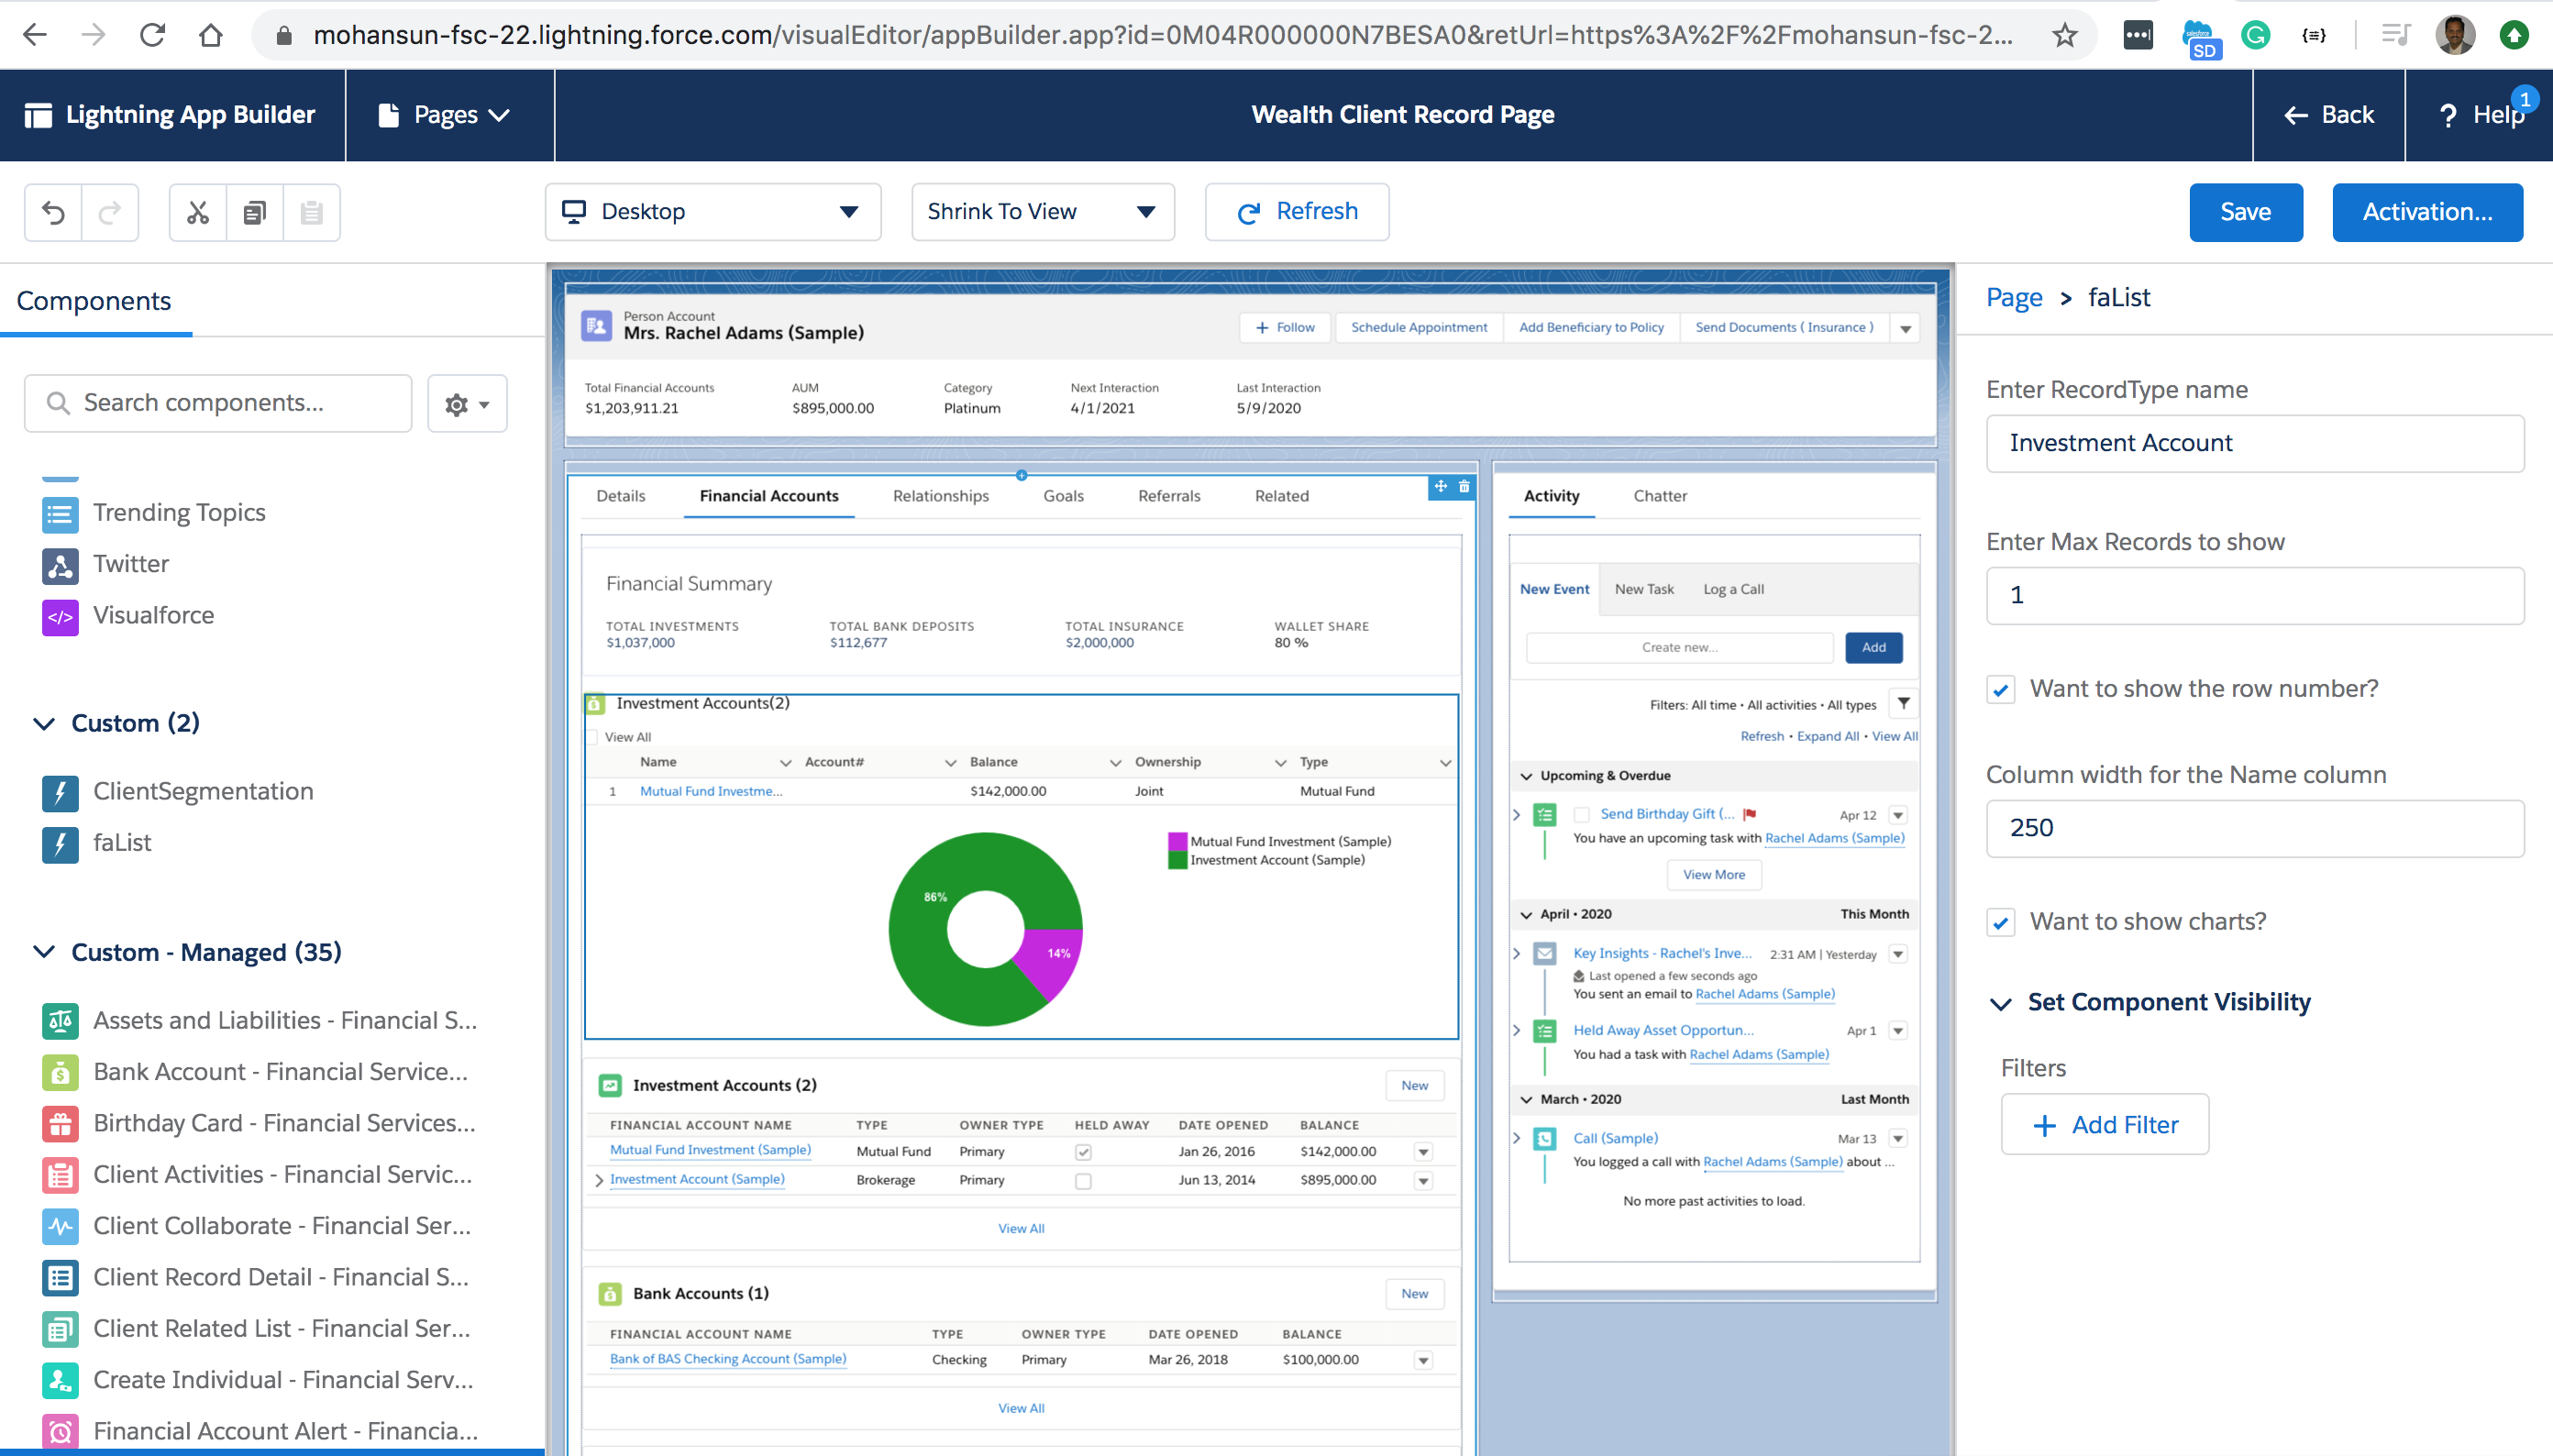 mohansun-fsc-22.lightning.force.com/visualEditor/appBuilder.app?id=0M04R000000N7BESA0&retUrl=https%3A%2F%2Fmohansun-fsc-2...
SD
Lightning App Builder
Pages
Wealth Client Record Page
Back
? Help
1
Desktop
Shrink To View
Refresh
Save
Activation...
Components
Search components...
Trending Topics
Twitter
Visualforce
Custom (2)
ClientSegmentation
faList
Custom - Managed (35)
Assets and Liabilities - Financial S...
Bank Account - Financial Service...
Birthday Card - Financial Services...
Client Activities - Financial Servic...
Client Collaborate - Financial Ser...
Client Record Detail - Financial S...
Client Related List - Financial Ser...
Create Individual - Financial Serv...
Financial Account Alert - Financia...
Person Account
Mrs. Rachel Adams (Sample)
+ Follow
Schedule Appointment
Add Beneficiary to Policy
Send Documents ( Insurance )
Total Financial Accounts AUM Category Next Interaction Last Interaction
$1,203,911.21 $895,000.00 Platinum 4/1/2021 5/9/2020
Details Financial Accounts Relationships Goals Referrals Related
Financial Summary
TOTAL INVESTMENTS TOTAL BANK DEPOSITS TOTAL INSURANCE WALLET SHARE
$1,037,000 $112,677 $2,000,000 80 %
Investment Accounts(2)
View All
Name Account# Balance Ownership Type
1 Mutual Fund Investme... $142,000.00 Joint Mutual Fund
Mutual Fund Investment (Sample)
Investment Account (Sample)
86%
14%
Investment Accounts (2)
New
FINANCIAL ACCOUNT NAME TYPE OWNER TYPE HELD AWAY DATE OPENED BALANCE
Mutual Fund Investment (Sample) Mutual Fund Primary Jan 26, 2016 $142,000.00
Investment Account (Sample) Brokerage Primary Jun 13, 2014 $895,000.00
View All
Bank Accounts (1)
New
FINANCIAL ACCOUNT NAME TYPE OWNER TYPE DATE OPENED BALANCE
Bank of BAS Checking Account (Sample) Checking Primary Mar 26, 2018 $100,000.00
View All
Activity Chatter
New Event New Task Log a Call
Create new...
Add
Filters: All time • All activities • All types
Refresh • Expand All • View All
Upcoming & Overdue
Send Birthday Gift (... Apr 12
You have an upcoming task with Rachel Adams (Sample)
View More
April • 2020 This Month
Key Insights - Rachel's Inve... 2:31 AM | Yesterday
Last opened a few seconds ago
You sent an email to Rachel Adams (Sample)
Held Away Asset Opportun... Apr 1
You had a task with Rachel Adams (Sample)
March • 2020 Last Month
Call (Sample) Mar 13
You logged a call with Rachel Adams (Sample) about ...
No more past activities to load.
Page > faList
Enter RecordType name
Investment Account
Enter Max Records to show
1
Want to show the row number?
Column width for the Name column
250
Want to show charts?
Set Component Visibility
Filters
+ Add Filter